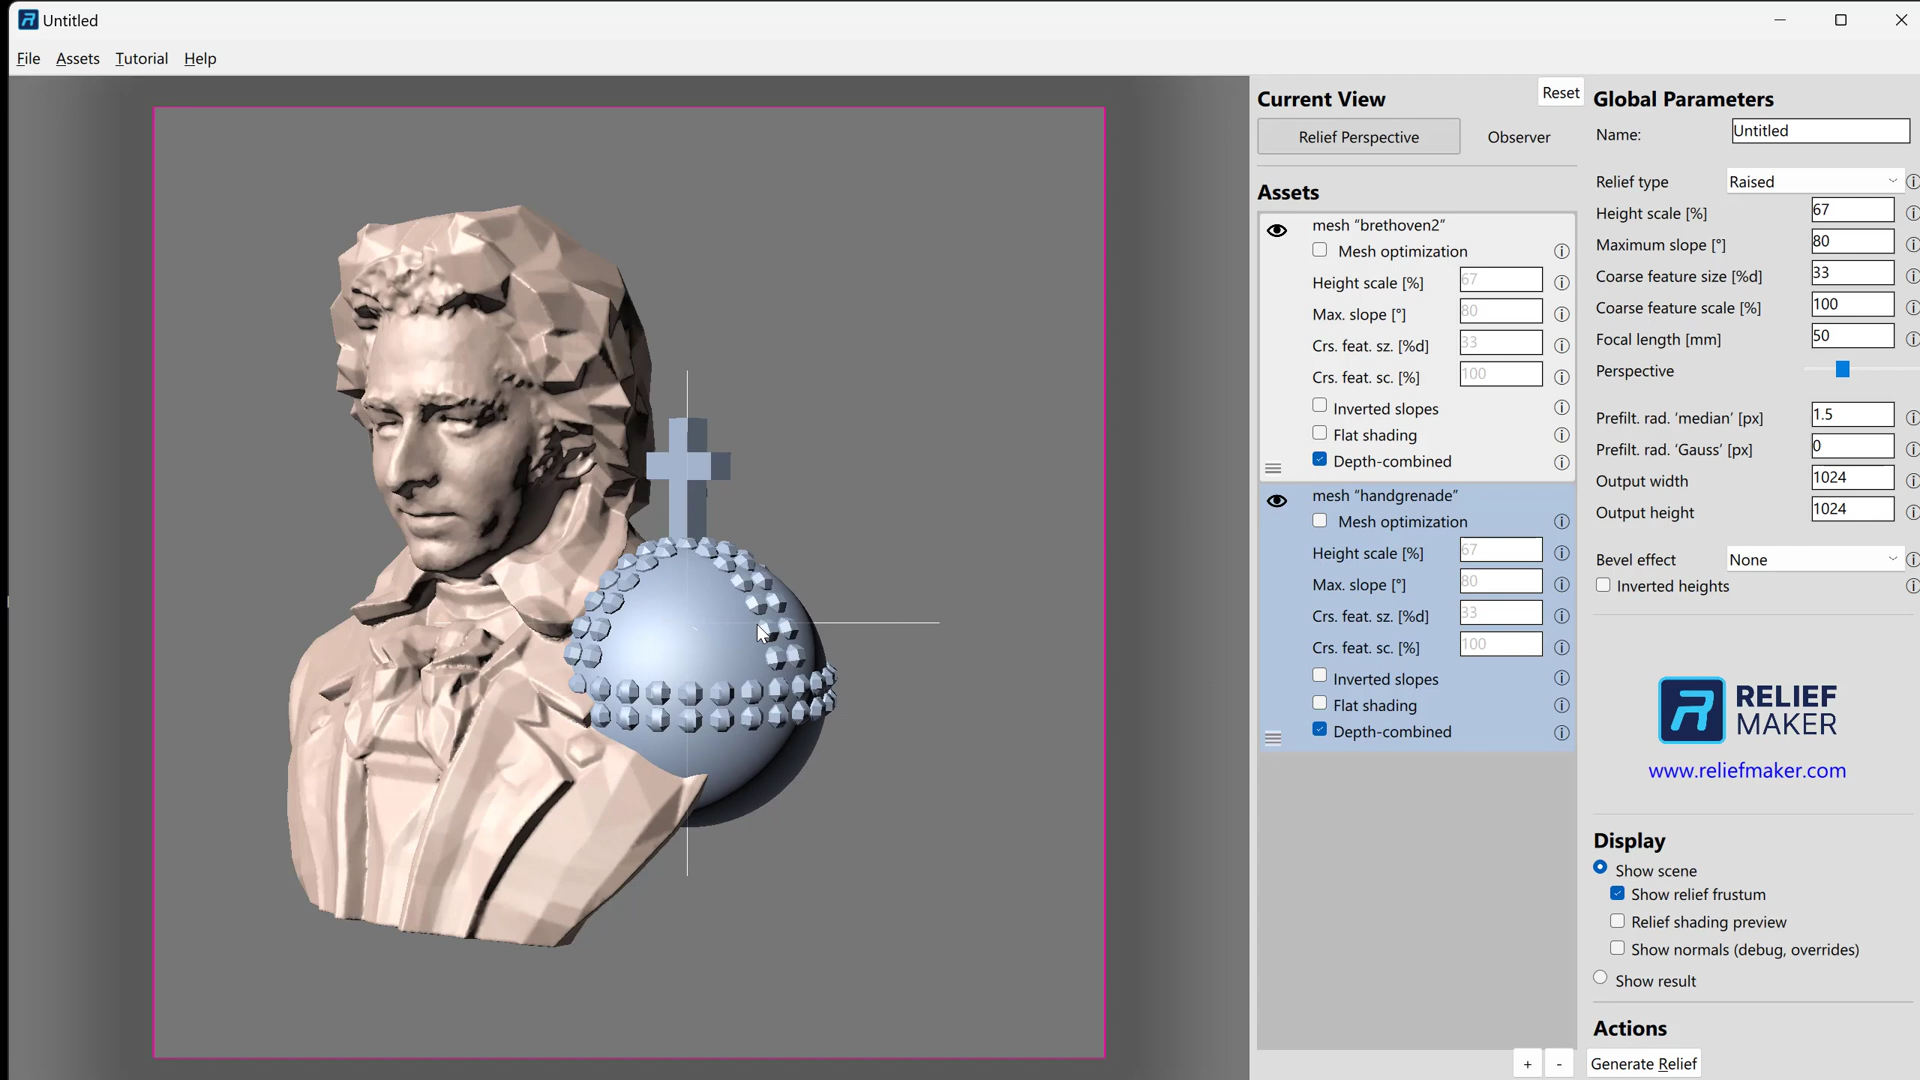 Untitled
File Assets Tutorial Help
Current View
Reset
Relief Perspective Observer
Assets
mesh “brethoven2”
Mesh optimization
Height scale [%] 67
Max. slope [°] 80
Crs. feat. sz. [%d] 33
Crs. feat. sc. [%] 100
Inverted slopes
Flat shading
Depth-combined
mesh “handgrenade”
Mesh optimization
Height scale [%] 67
Max. slope [°] 80
Crs. feat. sz. [%d] 33
Crs. feat. sc. [%] 100
Inverted slopes
Flat shading
Depth-combined
+ -
Global Parameters
Name: Untitled
Relief type Raised
Height scale [%] 67
Maximum slope [°] 80
Coarse feature size [%d] 33
Coarse feature scale [%] 100
Focal length [mm] 50
Perspective
Prefilt. rad. ‘median’ [px] 1.5
Prefilt. rad. ‘Gauss’ [px] 0
Output width 1024
Output height 1024
Bevel effect None
Inverted heights
RELIEF
MAKER
www.reliefmaker.com
Display
Show scene
Show relief frustum
Relief shading preview
Show normals (debug, overrides)
Show result
Actions
Generate Relief